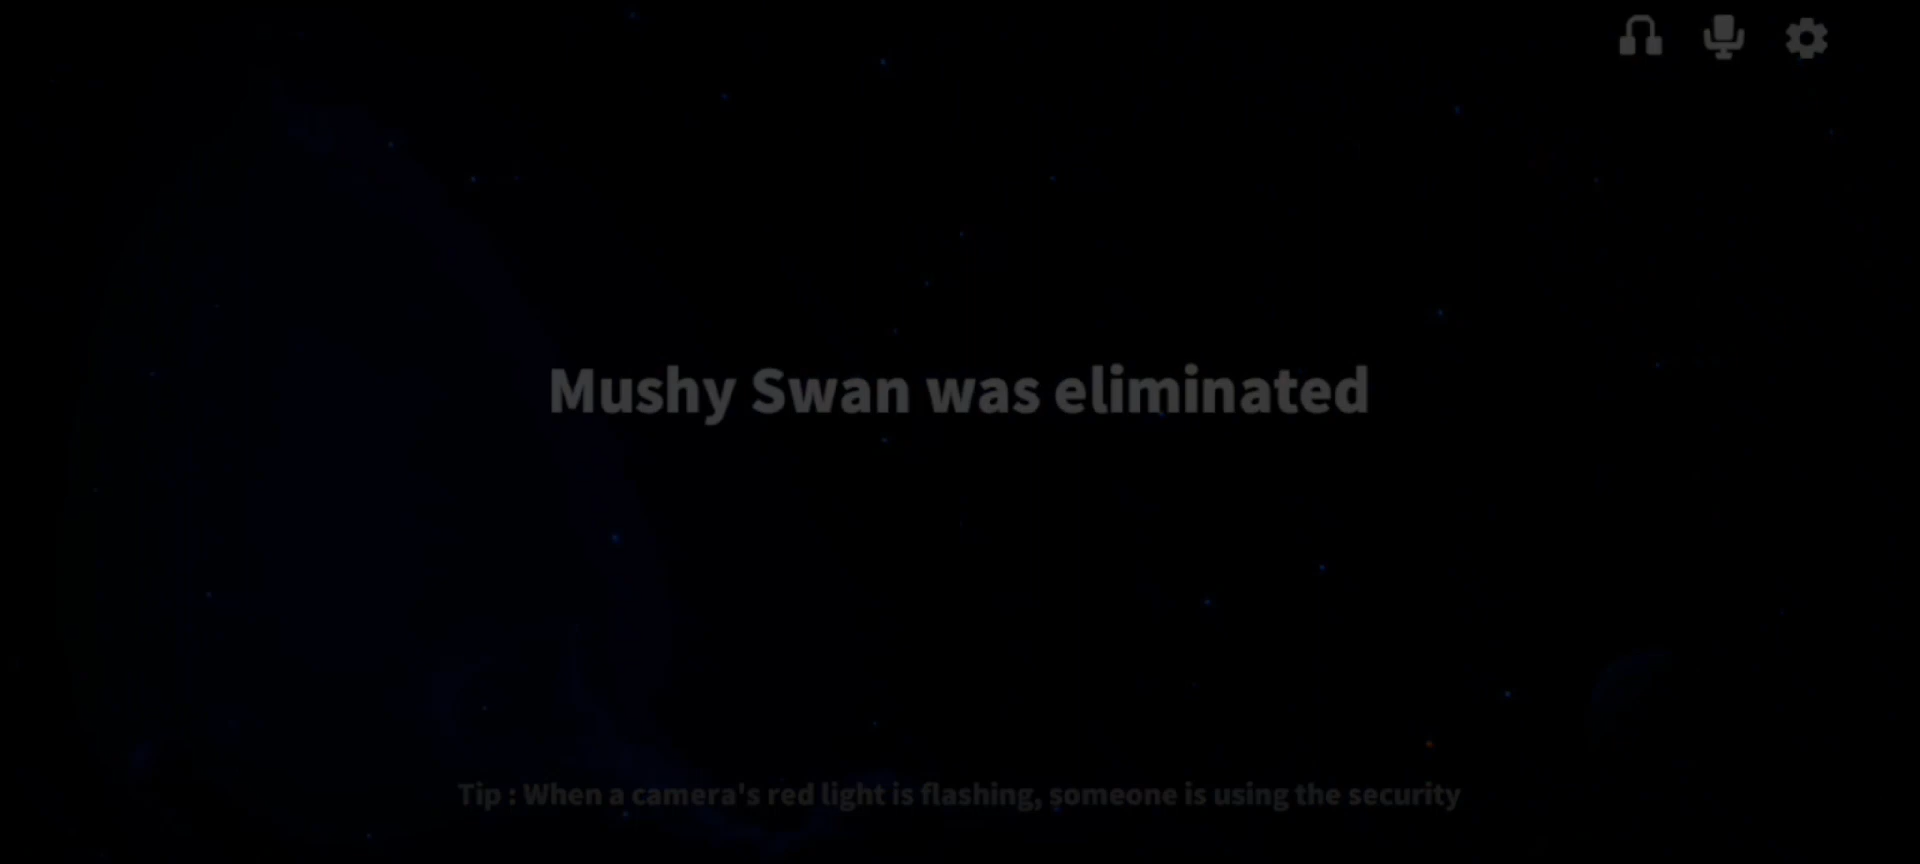 Mushy Swan was eliminated
Tip : When a camera's red light is flashing, someone is using the security